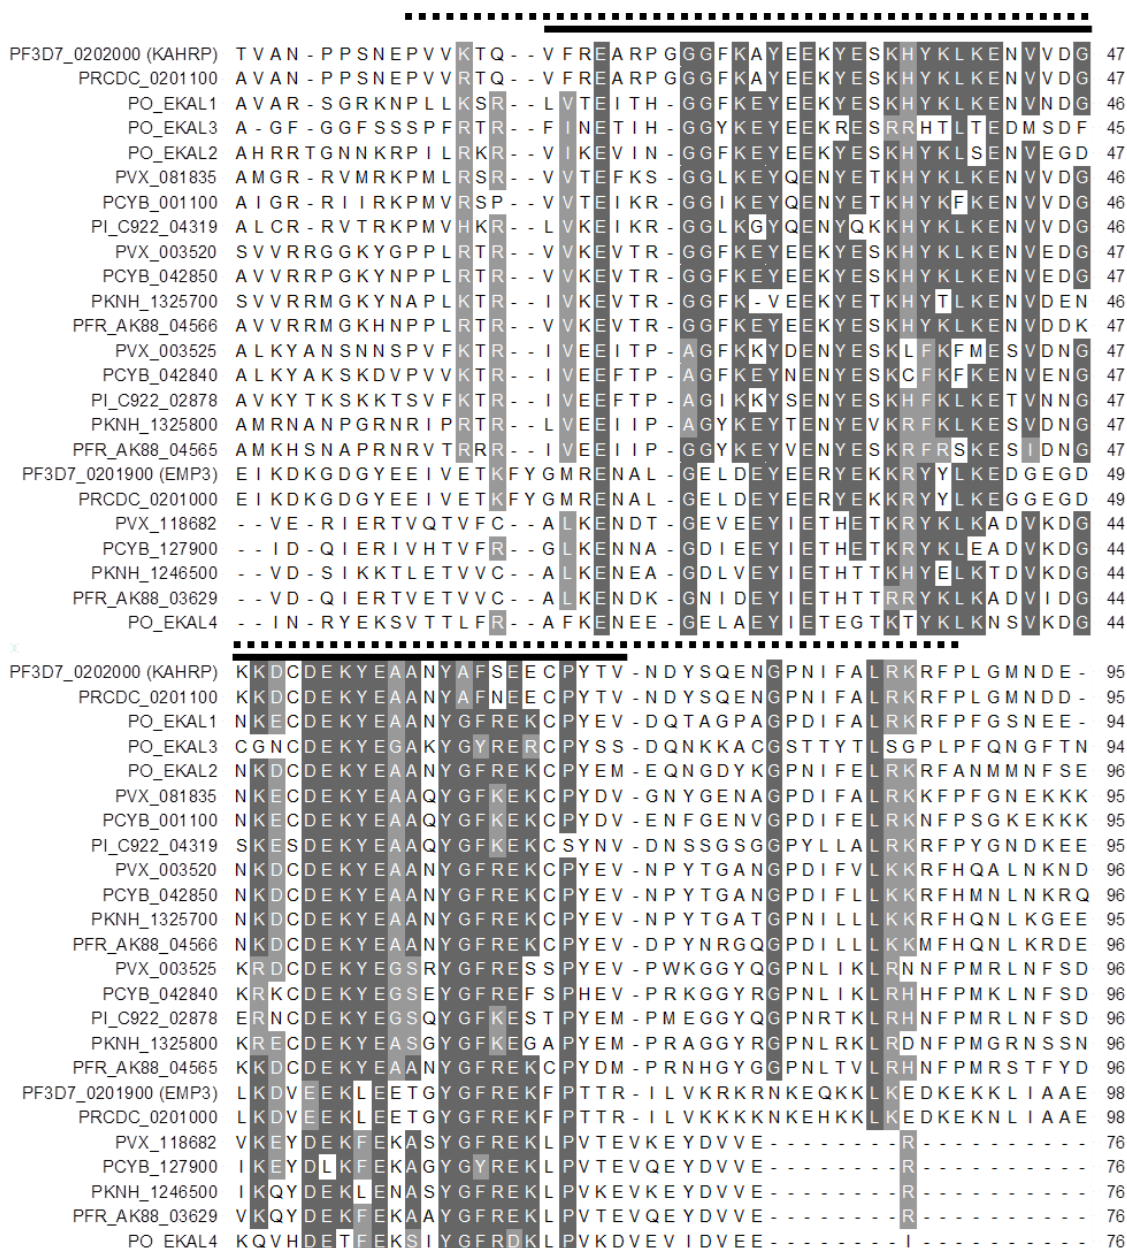 PF3D7_0202000 (KAHRP) TVAN-PPSNEPVVKTQ--VFREARPGGGFKAYEEKYESKHYKLKENVVDG 47
PRCDC_0201100 AVAN-PPSNEPVVKTR--VFREARPGGGFKAYEEKYESKHYKLKENVVDG 47
PO_EKAL1 AVAR-SGRKNPLLKSR--LVTEITH-GGFKEYEEKYESKHYKLKENVNDG 46
PO_EKAL3 A-GF-GGFSSSPFRTR--FINETIH-GGYKEYEEKRESRRHTLTEDMSDF 45
PO_EKAL2 AHRRTGNNKRPILRKR--VIKEVIN-GGFKEYEEKYESKHYKLSENVEGD 47
PVX_081835 AMGR-RVMRKPMLRSR--VVTEFKS-GGLKEYQENYETKHYKLKENVVDG 46
PCYB_001100 AIGR-RIIRKPMVRSP--VVTEIKR-GGIKEYQENYETKHYKFKENVVDG 46
PI_C922_04319 ALCR-RVTRKPMVHKR--LVKEIKR-GGLKGYQENYQKKHYKLKENVVDG 46
PVX_003520 SVVRRGGKYGPPLRTR--VVKEVTR-GGFKEYEEKYESKHYKLKENVEDG 47
PCYB_042850 AVVRRPGKYNPPLRTR--VVKEVTR-GGFKEYEEKYESKHYKLKENVEDG 47
PKNH_1325700 SVVRRMGKYNAPLKTR--IVKEVTR-GGFK-VEEKYETKHYTLKENVDEN 46
PFR_AK88_04566 AVVRRMGKHNPPLRTR--VVKEVTR-GGFKEYEEKYESKHYKLKENVDDK 47
PVX_003525 ALKYANSNNSPVFKTR--IVEEITP-AGFKKYDENYESKLFKFMESVDNG 47
PCYB_042840 ALKYAKSKDVPVVKTR--IVEEFTP-AGFKEYNENYESKCFKFKENVENG 47
PI_C922_02878 AVKYTKSKKTSVFKTR--IVEEFTP-AGIKKYSENYESKHFKLKETVNNG 47
PKNH_1325800 AMRNANPGRNRIPRTR--LVEEIIP-AGYKEYTENYEVKRFKLKESVDNG 47
PFR_AK88_04565 AMKHSNAPRNRVTRRR--IVEEIIP-GGYKEYVENYESKRFRSKESIDNG 47
PF3D7_0201900 (EMP3) EIKDKGDGYEEIVETKFYGMRENAL-GELDEYEERYEKKRYYLKEDGEGD 49
PRCDC_0201000 EIKDKGDGYEEIVETKFYGMRENAL-GELDEYEERYEKKRYYLKEGGEGD 49
PVX_118682 --VE-RIERTVQTVFC--ALKENDT-GEVEEYIETHETKRYKLKADVKDG 44
PCYB_127900 --ID-QIERIVHTVFR--GLKENNA-GDIEEYIETHETKRYKLEADVKDG 44
PKNH_1246500 --VD-SIKKTLETVVC--ALKENEA-GDLVEYIETHTTKHYELKTDVKDG 44
PFR_AK88_03629 --VD-QIERTVETVVC--ALKENDK-GNIDEYIETHTTRRYKLKADVIDG 44
PO_EKAL4 --IN-RYEKSVTTLFR--AFKENEE-GELAEYIETEGTKTYKLKNSVKDG 44
PF3D7_0202000 (KAHRP) KKDCDEKYEAANYAFSEECPYTV-NDYSQENGPNIFALRKRFPLGMNDE- 95
PRCDC_0201100 KKDCDEKYEAANYAFNEECPYTV-NDYSQENGPNIFALRKRFPLGMNDD- 95
PO_EKAL1 NKECDEKYEAANYGFREKCPYEV-DQTAGPAGPDIFALRKRFPFGSNEE- 94
PO_EKAL3 CGNCDEKYEGAKYGYRERCPYSS-DQNKKACGSTTYTLSGPLPFQNGFTN 94
PO_EKAL2 NKDCDEKYEAANYGFREKCPYEM-EQNGDYKGPNIFELRKRFANMMNFSE 96
PVX_081835 NKECDEKYEAAQYGFKEKCPYDV-GNYGENAGPDIFALRKKFPFGNEKKK 95
PCYB_001100 NKECDEKYEAAQYGFKEKCPYDV-ENFGENVGPDIFELRKNFPSGKEKKK 95
PI_C922_04319 SKESDEKYEAAQYGFKEKCSYNV-DNSSGSGGPYLLALRKRFPYGNDKEE 95
PVX_003520 NKDCDEKYEAANYGFREKCPYEV-NPYTGANGPDIFVLKKRFHQALNKND 96
PCYB_042850 NKDCDEKYEAANYGFREKCPYEV-NPYTGANGPDIFLLKKRFHMNLNKRQ 96
PKNH_1325700 NKDCDEKYEAANYGFREKCPYEV-NPYTGATGPNILLLKKRFHQNLKGEE 95
PFR_AK88_04566 NKDCDEKYEAANYGFREKCPYEV-DPYNRGQGPDILLLKKMFHQNLKRDE 96
PVX_003525 KRDCDEKYEGSRYGFRESSPYEV-PWKGGYQGPNLIKLRNNFPMRLNFSD 96
PCYB_042840 KRKCDEKYEGSEYGFREFSPHEV-PRKGGYRGPNLIKLRHHFPMKLNFSD 96
PI_C922_02878 ERNCDEKYEGSQYGFKESTPYEM-PMEGGYQGPNRTKLRHNFPMRLNFSD 96
PKNH_1325800 KRECDEKYEASGYGFKEGAPYEM-PRAGGYRGPNLRKLRDNFPMGRNSSN 96
PFR_AK88_04565 KKDCDEKYEAANYGFREKCPYDM-PRNHGYGGPNLTVLRHNFPMRSTFYD 96
PF3D7_0201900 (EMP3) LKDVEEKLEETGYGFREKFPTTR-ILVKRKRNKEQKKLKEDKEKKLIAAE 98
PRCDC_0201000 LKDVEEKLEETGYGFREKFPTTR-ILVKKKKNKEHKKLKEDKEKNLIAAE 98
PVX_118682 VKEYDEKFEKASYGFREKLPVTEVKEYDVVE--------R---------- 76
PCYB_127900 IKEYDLKFEKAGYGYREKLPVTEVQEYDVVE--------R---------- 76
PKNH_1246500 IKQYDEKLENASYGFREKLPVKEVKEYDVVE--------R---------- 76
PFR_AK88_03629 VKQYDEKFEKAAYGFREKLPVTEVQEYDVVE--------R---------- 76
PO_EKAL4 KQVHDETFEKSIYGFRDKLPVKDVEVIDVEE--------I---------- 76